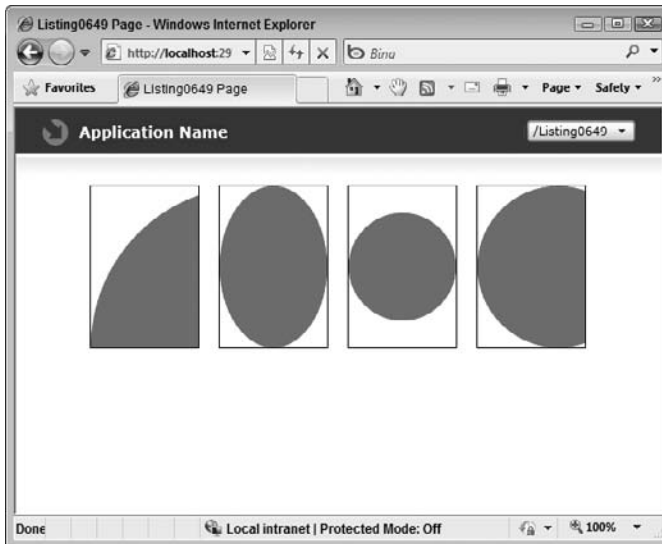 Listing0649 Page - Windows Internet Explorer
http://localhost:29
Bing
Favorites
Listing0649 Page
Page
Safety
Application Name
/Listing0649
Done
Local intranet | Protected Mode: Off
100%